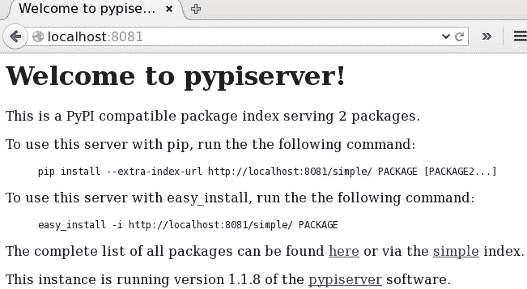 Welcome to pypise...
localhost:8081
Welcome to pypiserver!
This is a PyPI compatible package index serving 2 packages.
To use this server with pip, run the the following command:
pip install --extra-index-url http://localhost:8081/simple/ PACKAGE [PACKAGE2...]
To use this server with easy_install, run the the following command:
easy_install -i http://localhost:8081/simple/ PACKAGE
The complete list of all packages can be found here or via the simple index.
This instance is running version 1.1.8 of the pypiserver software.